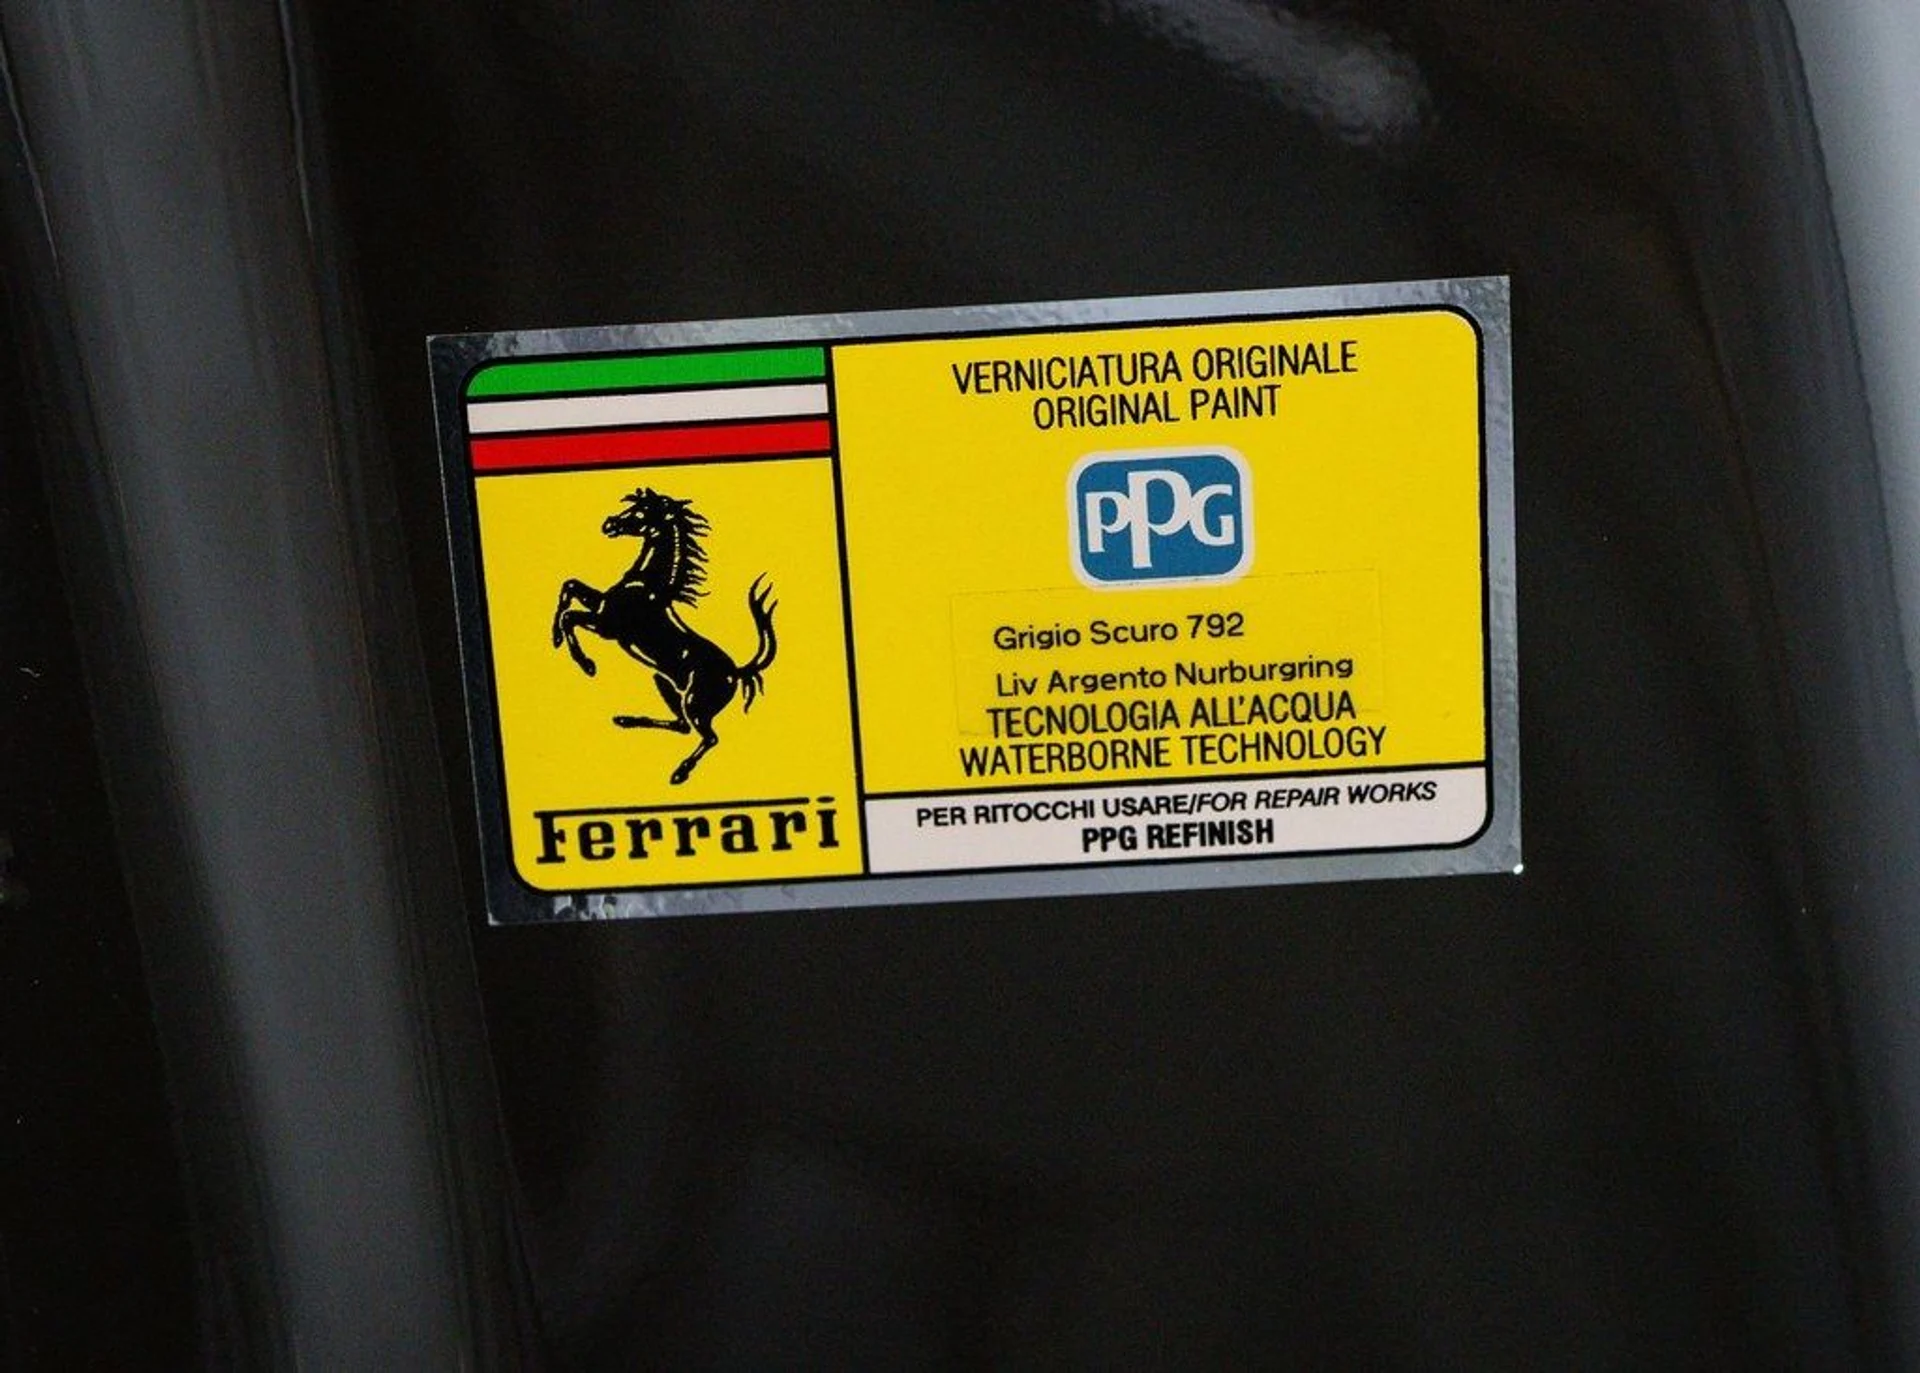 VERNICIATURA ORIGINALE
ORIGINAL PAINT
PPG
Grigio Scuro 792
Liv Argento Nurburgring
TECNOLOGIA ALL'ACQUA
WATERBORNE TECHNOLOGY
PER RITOCCHI USARE/FOR REPAIR WORKS
PPG REFINISH
Ferrari